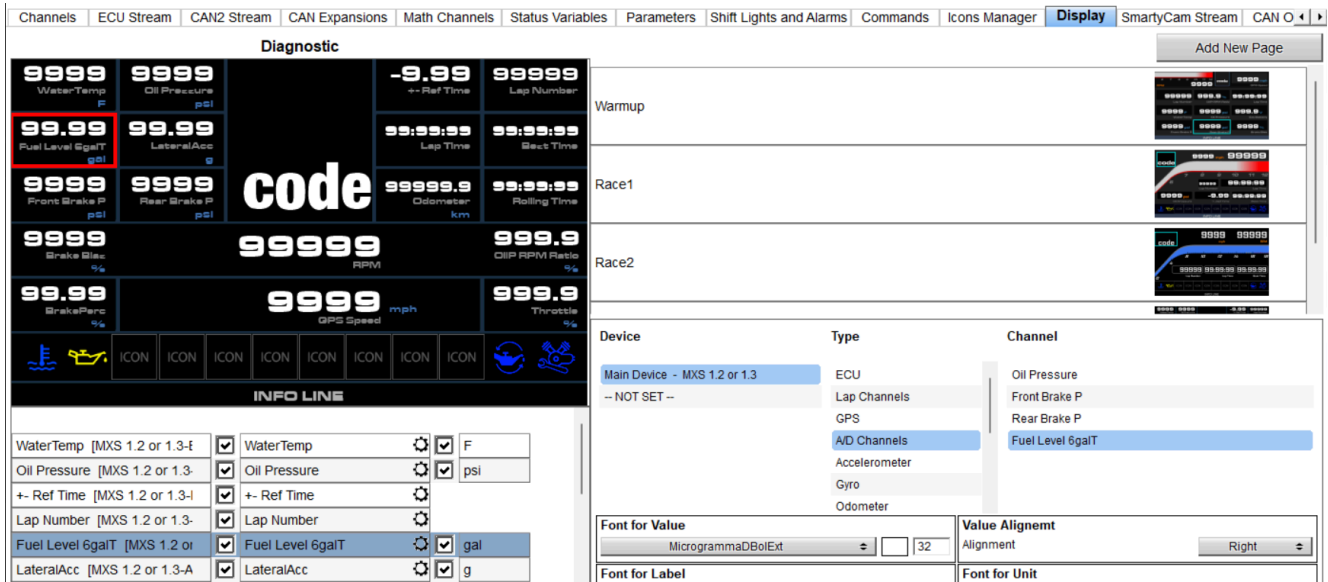 Channels ECU Stream CAN2 Stream CAN Expansions Math Channels Status Variables Parameters Shift Lights and Alarms Commands Icons Manager Display SmartyCam Stream CAN O
Diagnostic
Add New Page
9999 9999 -9.99 99999
WaterTemp Oil Pressure +- Ref Time Lap Number
F psi
99.99 99.99 99:99:99 99:99:99
Fuel Level 6galT LateralAcc Lap Time Best Time
gal g
code
9999 9999 99999.9 99:99:99
Front Brake P Rear Brake P Odometer Rolling Time
psi psi km
9999 99999 999.9
Brake Bias RPM OilP RPM Ratio
% %
99.99 9999 mph 999.9
BrakePerc GPS Speed Throttle
% %
ICON ICON ICON ICON ICON ICON ICON ICON
INFO LINE
Warmup
Race1
Race2
WaterTemp [MXS 1.2 or 1.3-E WaterTemp F
Oil Pressure [MXS 1.2 or 1.3- Oil Pressure psi
+- Ref Time [MXS 1.2 or 1.3-l +- Ref Time
Lap Number [MXS 1.2 or 1.3- Lap Number
Fuel Level 6galT [MXS 1.2 or Fuel Level 6galT gal
LateralAcc [MXS 1.2 or 1.3-A LateralAcc g
Device Type Channel
Main Device - MXS 1.2 or 1.3 ECU Oil Pressure
-- NOT SET -- Lap Channels Front Brake P
GPS Rear Brake P
A/D Channels Fuel Level 6galT
Accelerometer
Gyro
Odometer
Font for Value Value Alignemt
MicrogrammaDBolExt 32 Alignment Right
Font for Label Font for Unit